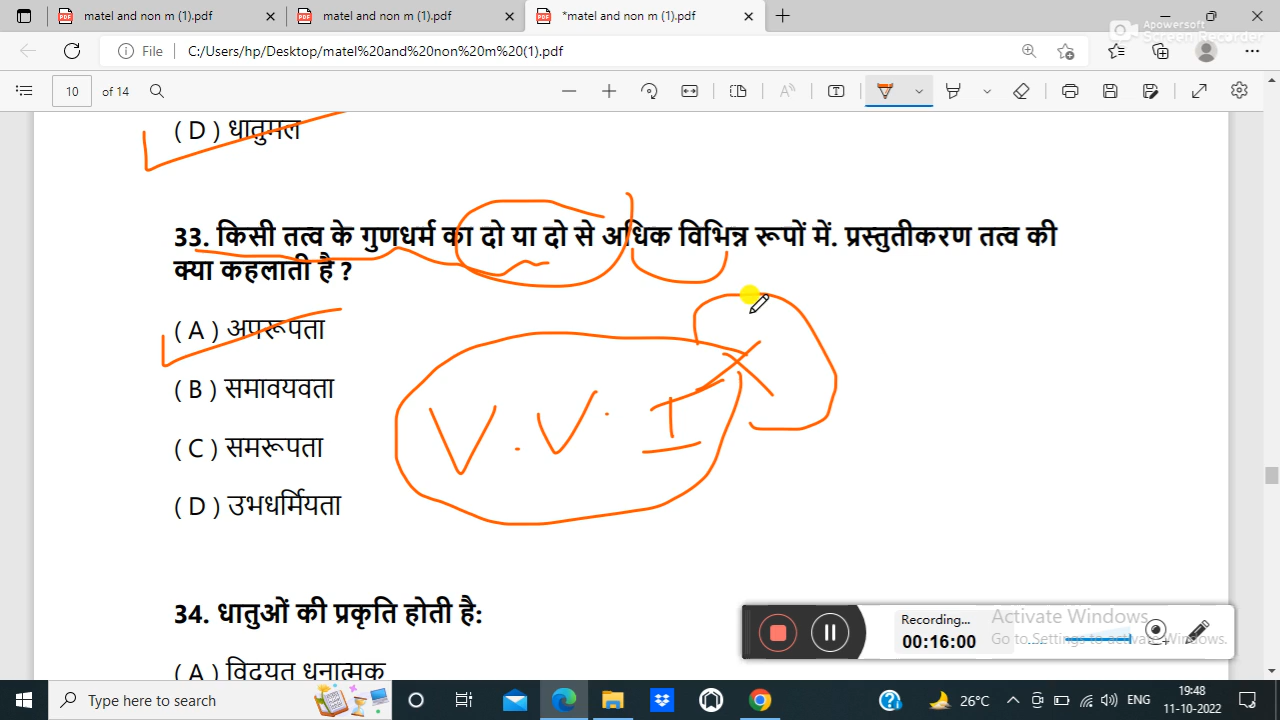 matel and non m (1).pdf
matel and non m (1).pdf
*matel and non m (1).pdf
Apowersoft
Screen Recorder
File
C:/Users/hp/Desktop/matel%20and%20non%20m%20(1).pdf
10 of 14
( D ) धातुमल
33. किसी तत्व के गुणधर्म का दो या दो से अधिक विभिन्न रूपों में. प्रस्तुतीकरण तत्व की
क्या कहलाती है ?
( A ) अपरूपता
( B ) समावयवता
( C ) समरूपता
( D ) उभधर्मियता
V.V.I
34. धातुओं की प्रकृति होती है:
( A ) विद्युत धनात्मक
Recording...
00:16:00
Activate Windows
Go to Settings to activate Windows.
Type here to search
26°C
ENG
19:48
11-10-2022